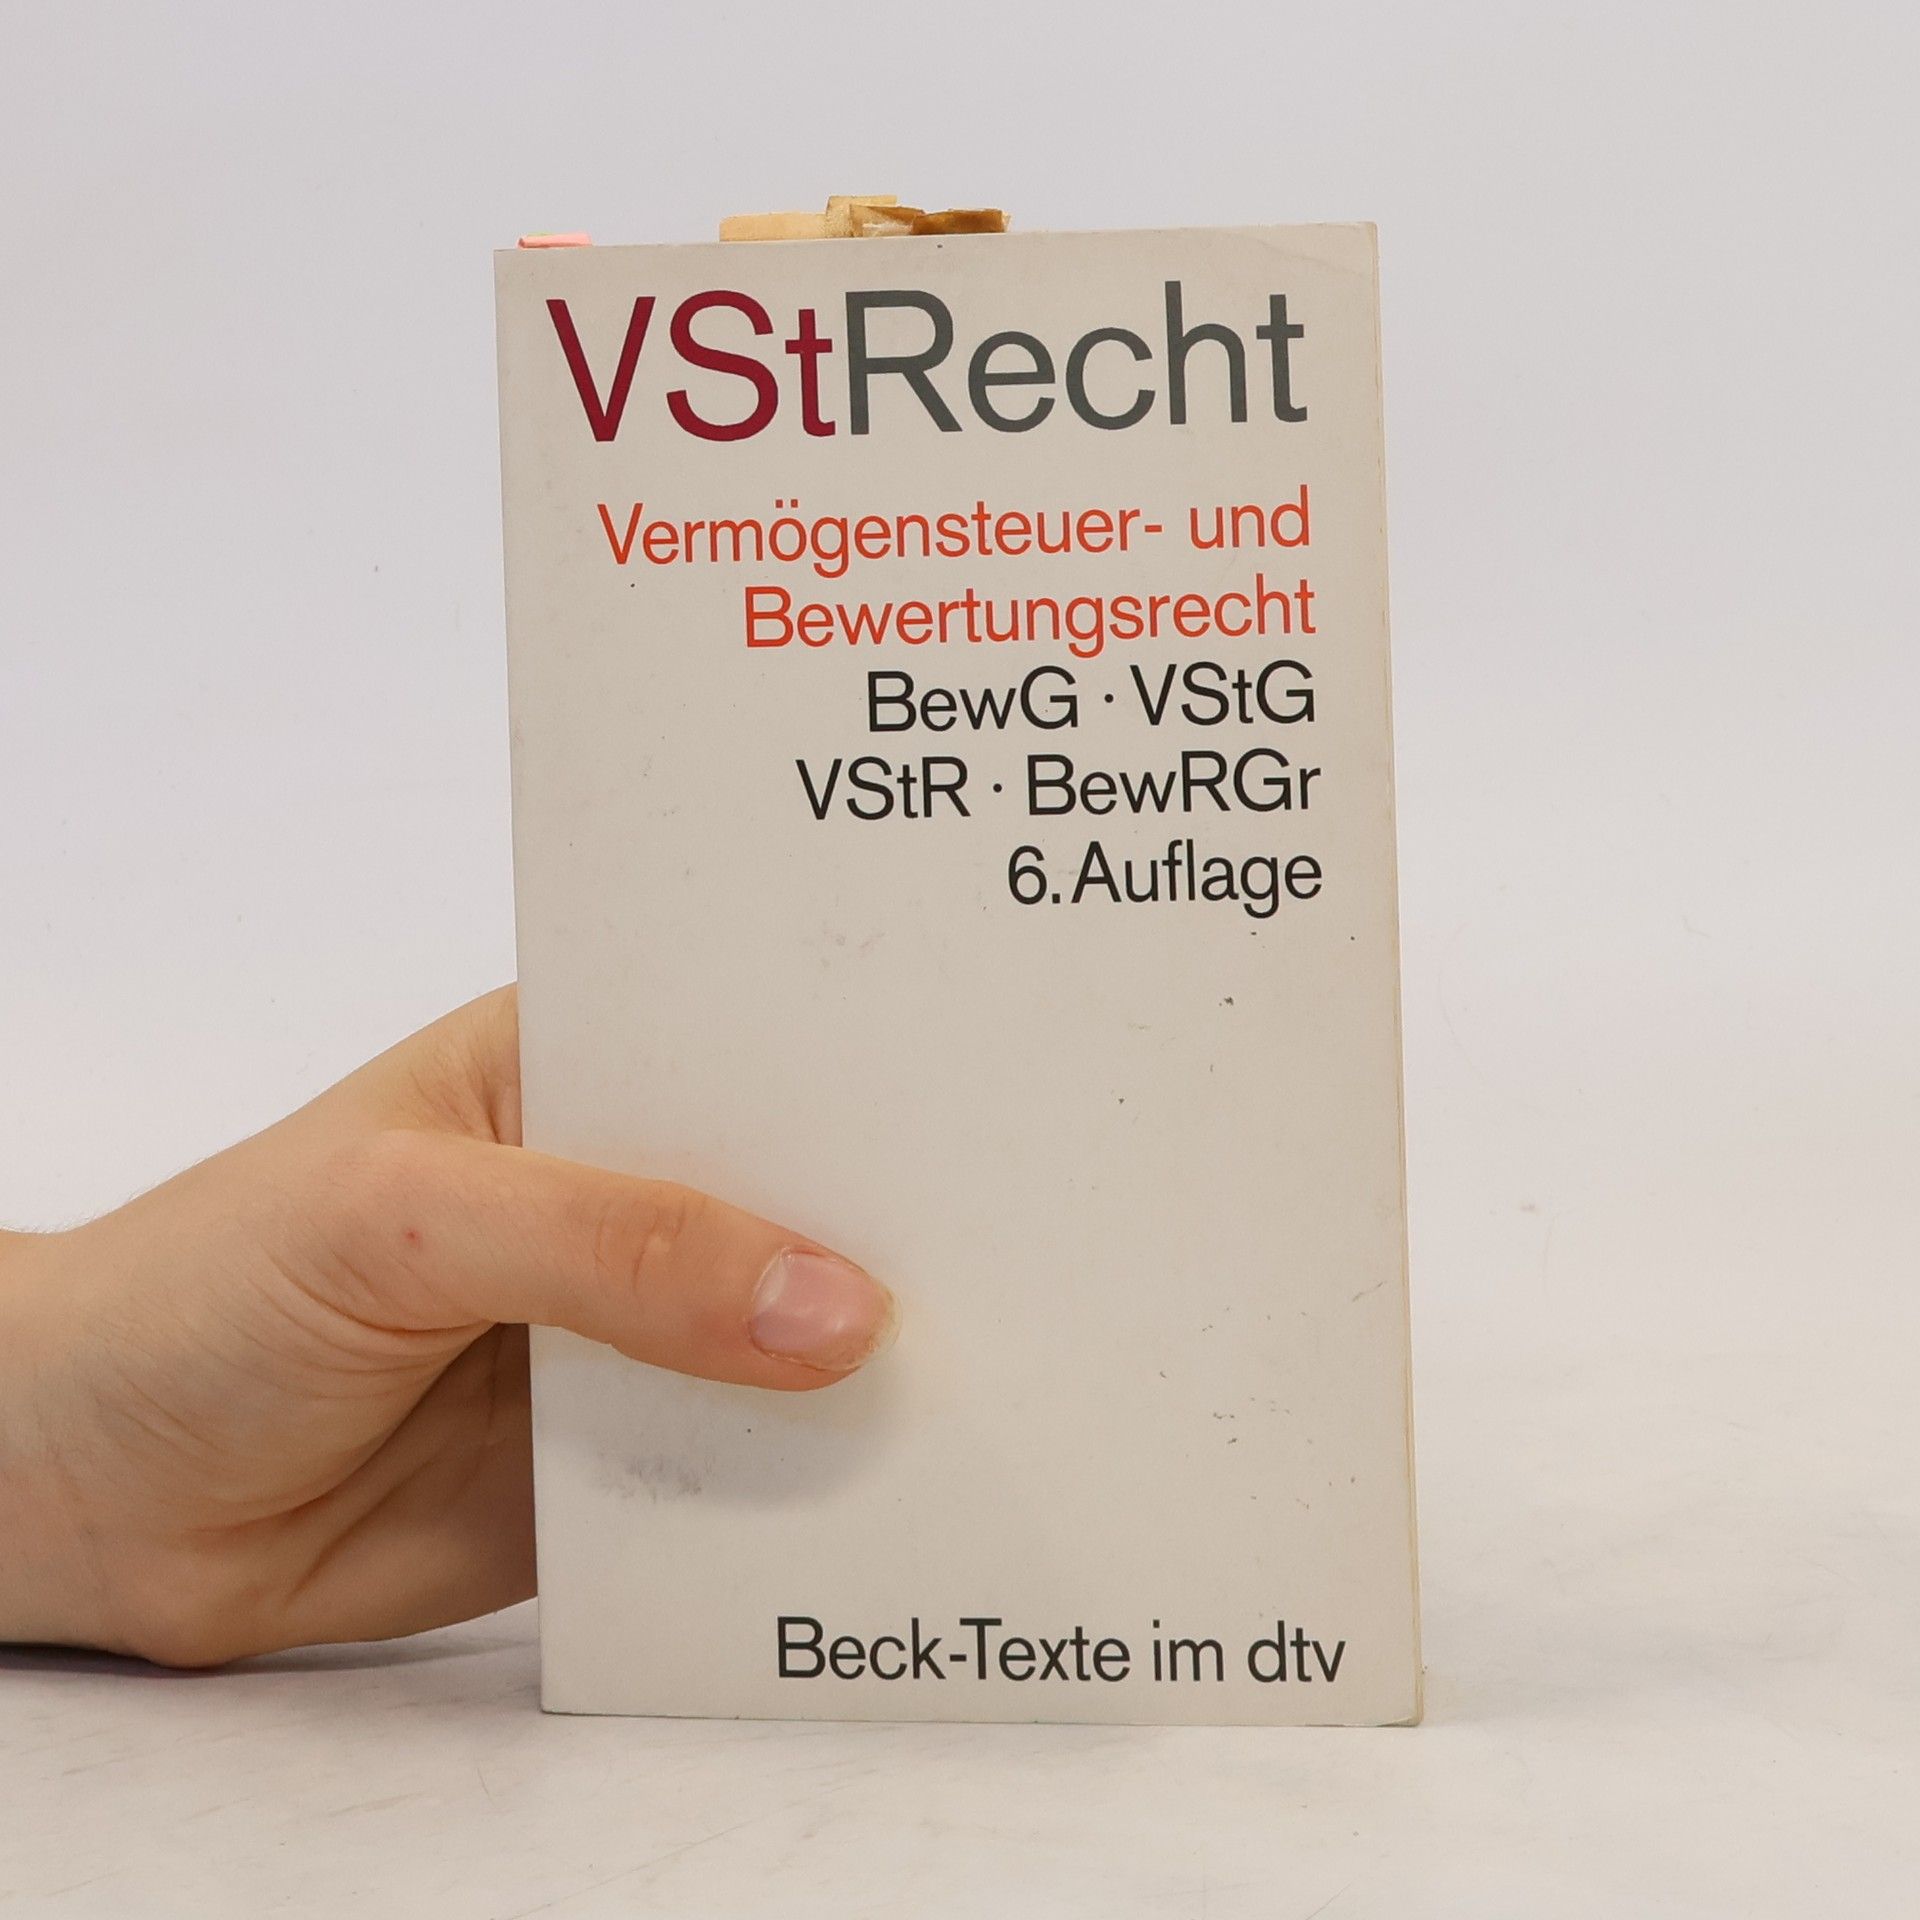 VStRecht
Vermögensteuer- und
Bewertungsrecht
BewG · VStG
VStR · BewRGr
6. Auflage
Beck-Texte im dtv